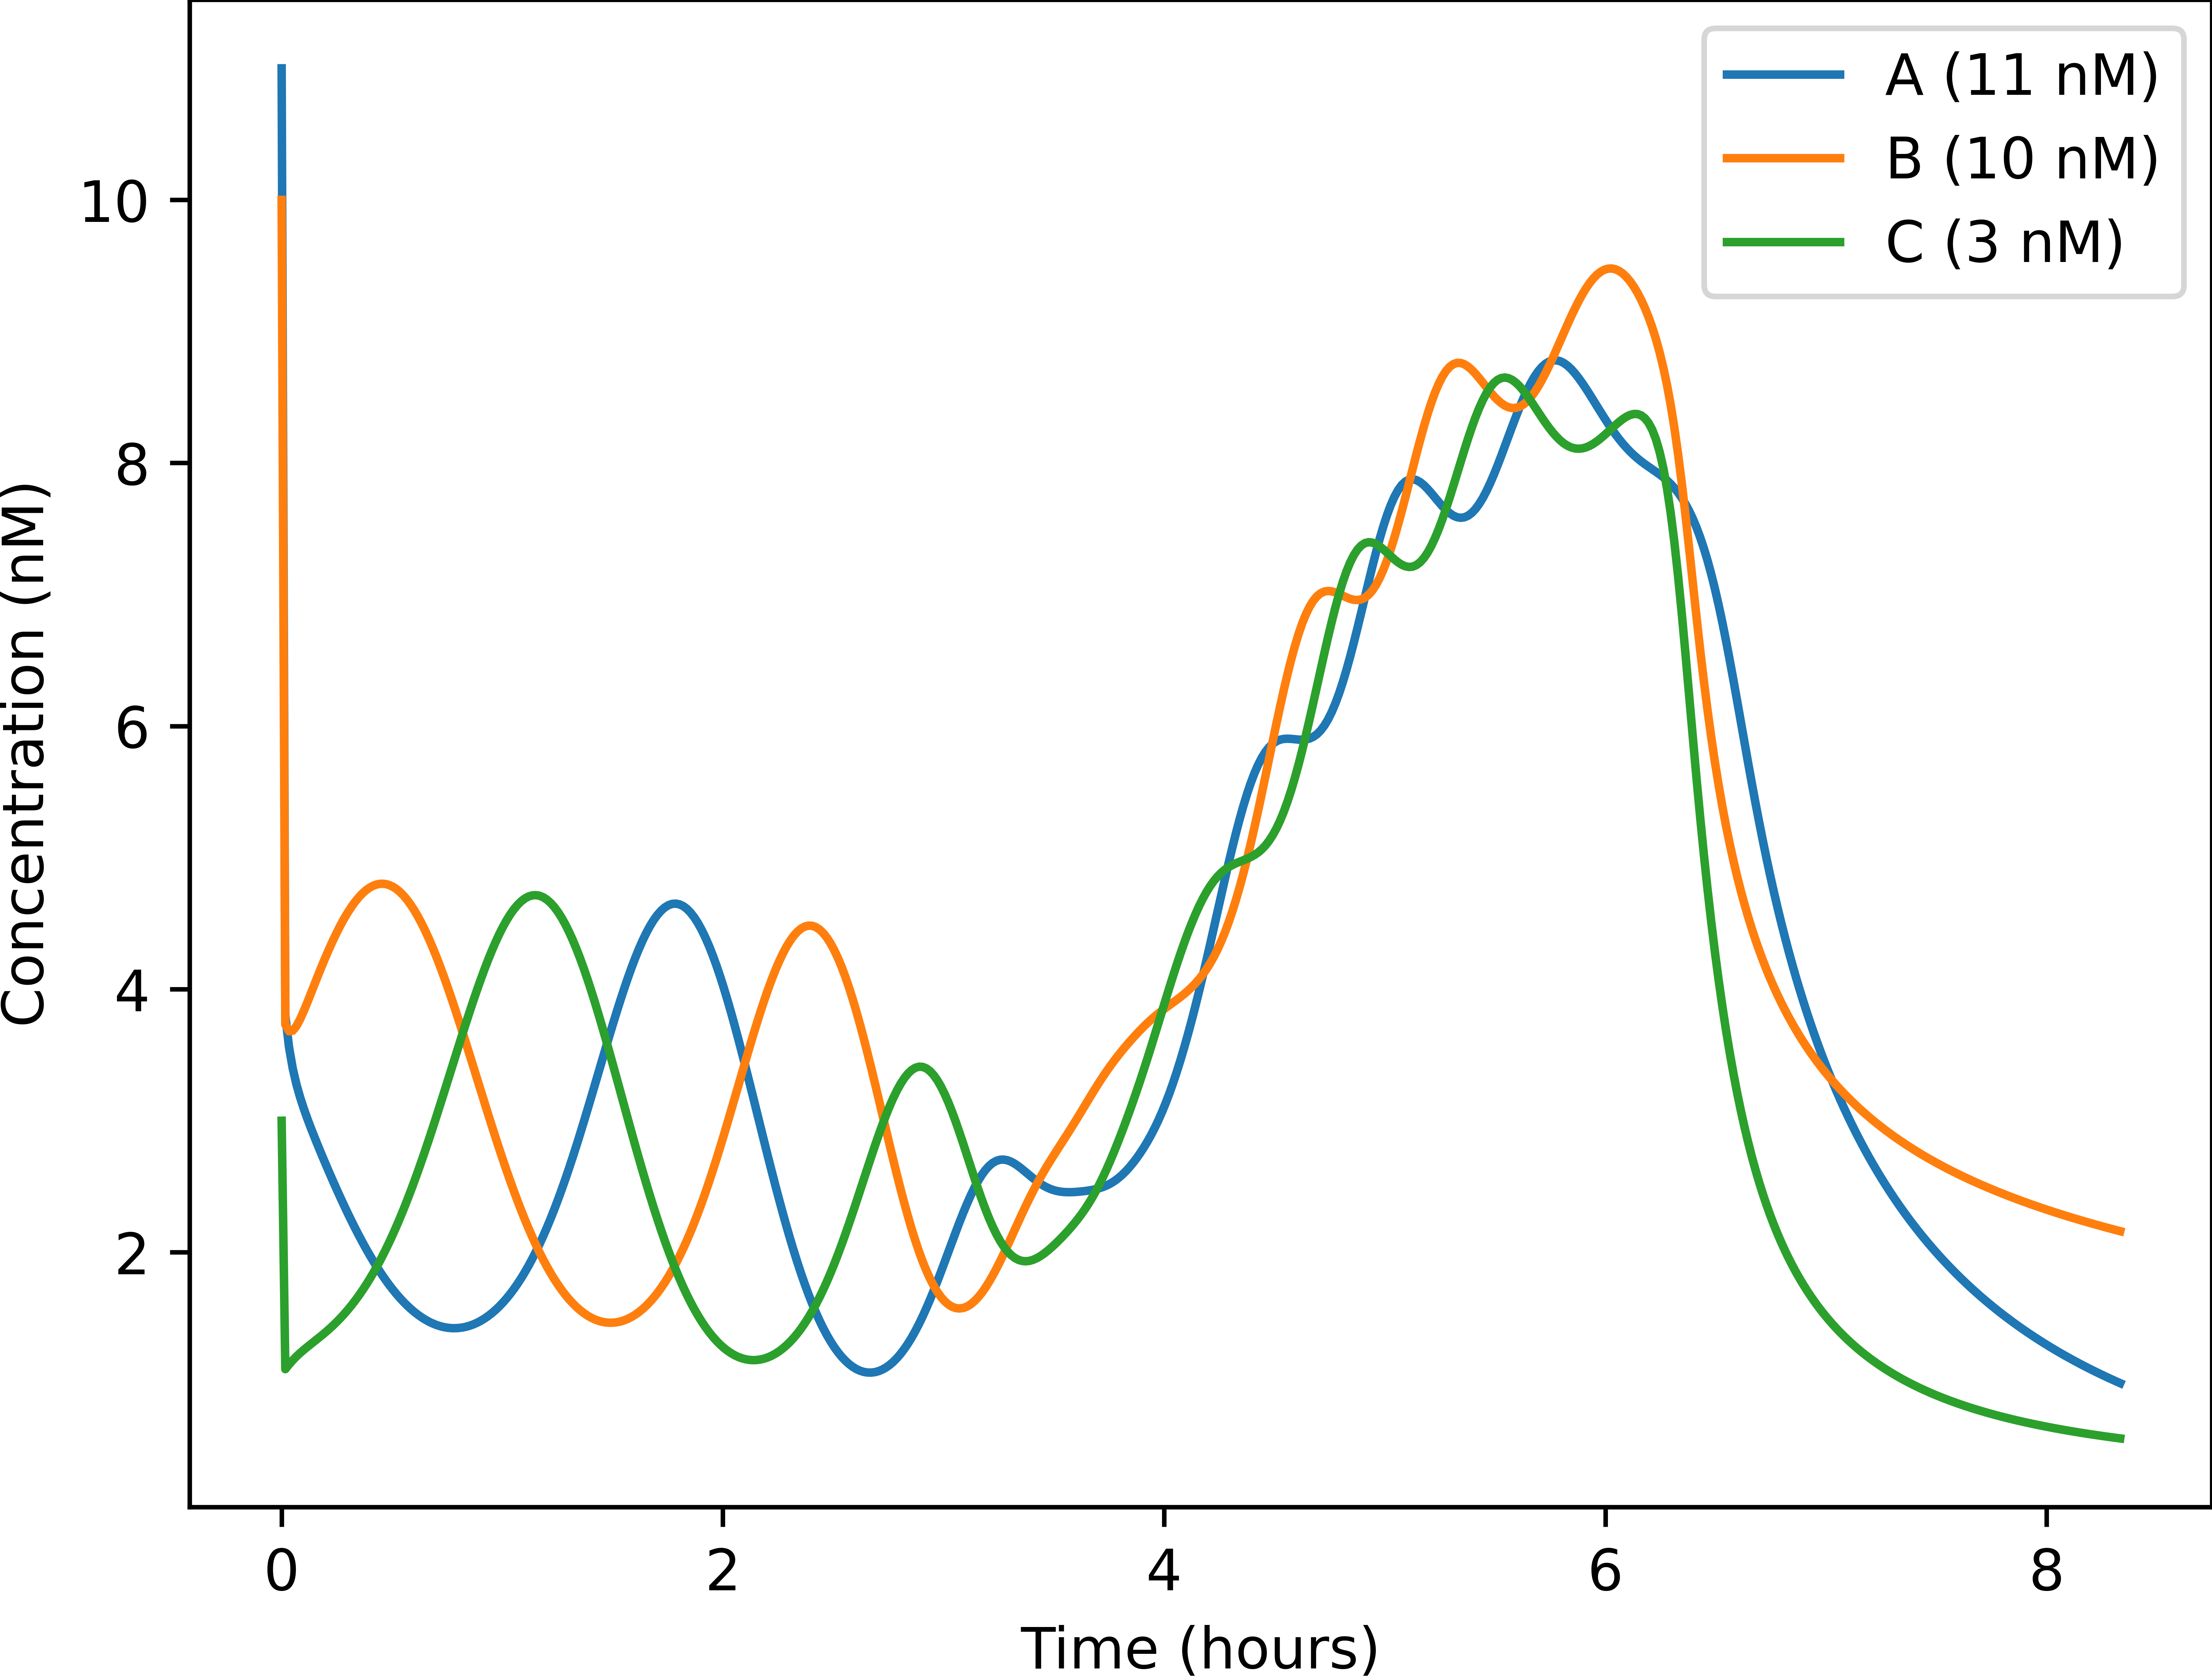 A (11 nM)
B (10 nM)
C (3 nM)
Concentration (nM)
10
8
6
4
2
0 2 4 6 8
Time (hours)